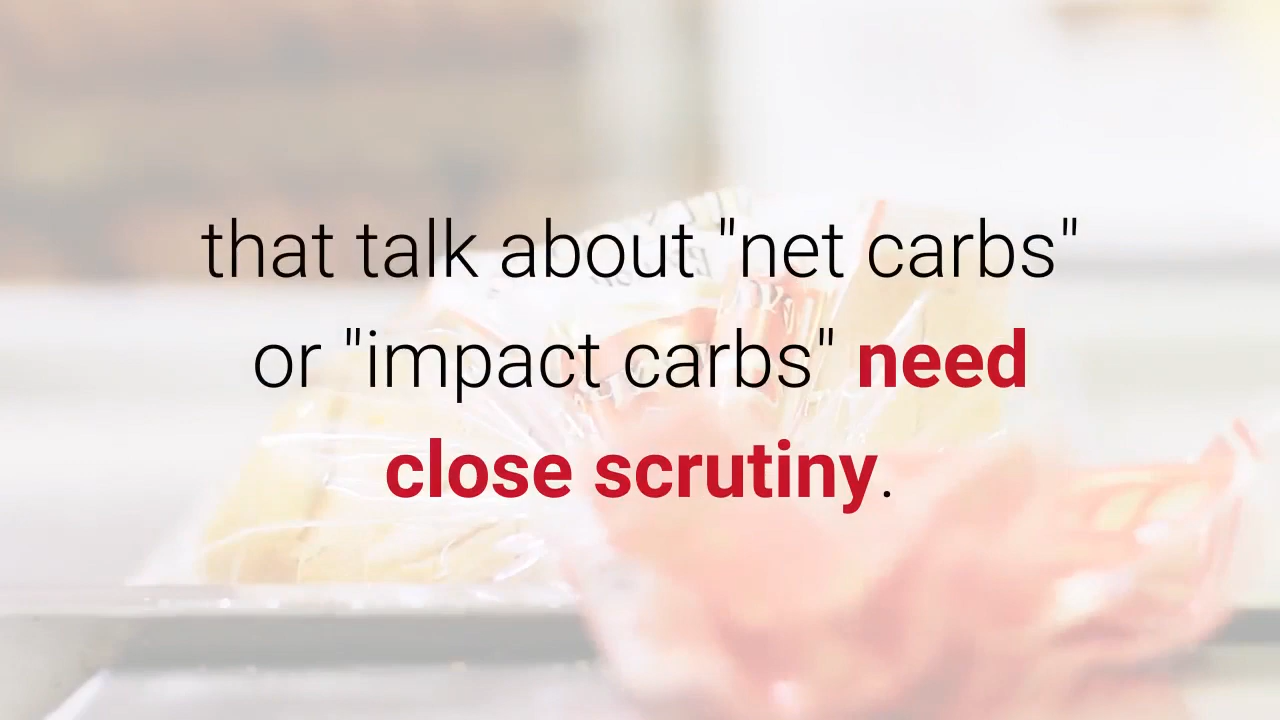 that talk about "net carbs"
or "impact carbs" need
close scrutiny.